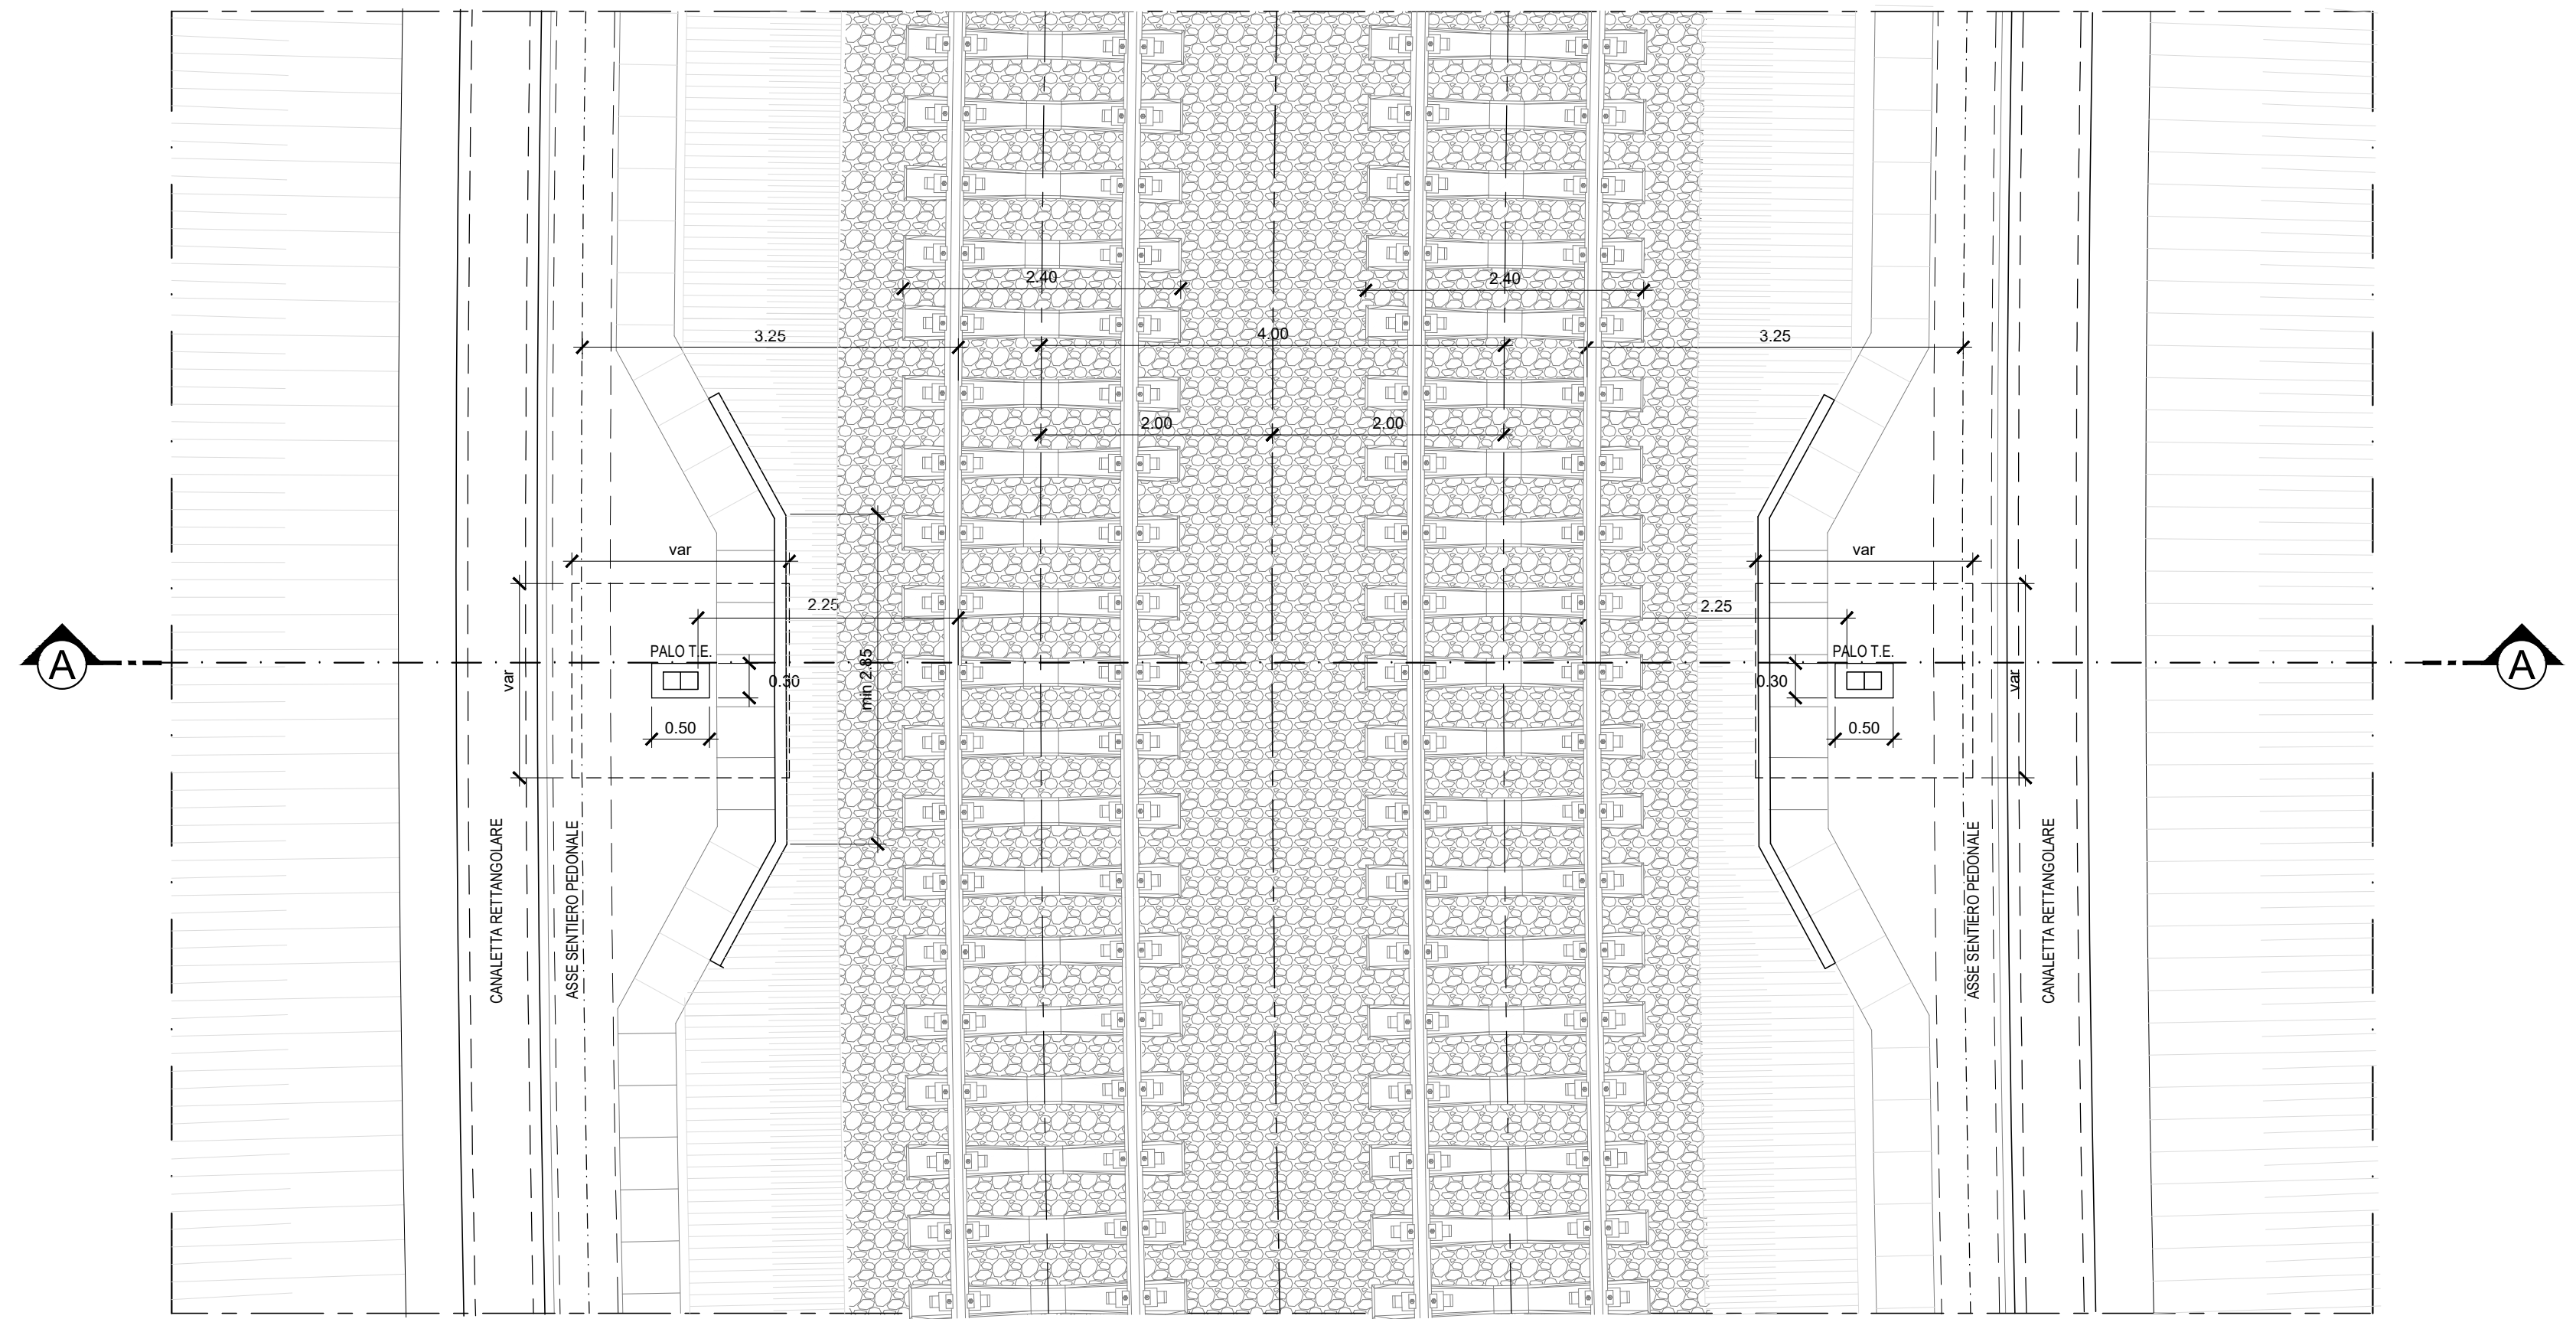 2.40
2.40
3.25
4.00
3.25
2.00
2.00
var
var
2.25
2.25
A
PALO T.E.
PALO T.E.
A
var
0.30
min 2.85
0.30
var
0.50
0.50
CANALETTA RETTANGOLARE
ASSE SENTIERO PEDONALE
ASSE SENTIERO PEDONALE
CANALETTA RETTANGOLARE